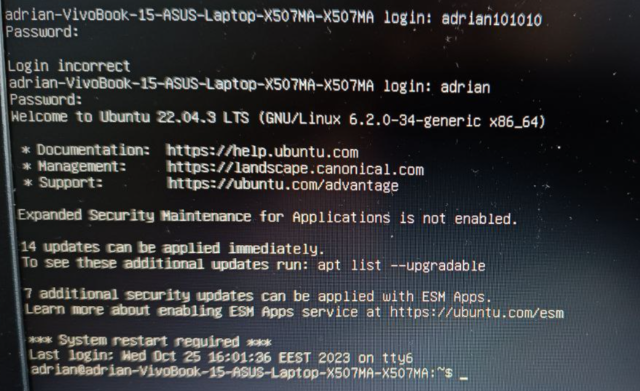 adrian-VivoBook-15-ASUS-Laptop-X507MA-X507MA login: adrian101010
Password:
Login incorrect
adrian-VivoBook-15-ASUS-Laptop-X507MA-X507MA login: adrian
Password:
Welcome to Ubuntu 22.04.3 LTS (GNU/Linux 6.2.0-34-generic x86_64)
* Documentation: https://help.ubuntu.com
* Management: https://landscape.canonical.com
* Support: https://ubuntu.com/advantage
Expanded Security Maintenance for Applications is not enabled.
14 updates can be applied immediately.
To see these additional updates run: apt list --upgradable
7 additional security updates can be applied with ESM Apps.
Learn more about enabling ESM Apps service at https://ubuntu.com/esm
*** System restart required ***
Last login: Wed Oct 25 16:01:36 EEST 2023 on tty6
adrian@adrian-VivoBook-15-ASUS-Laptop-X507MA-X507MA:~$ _